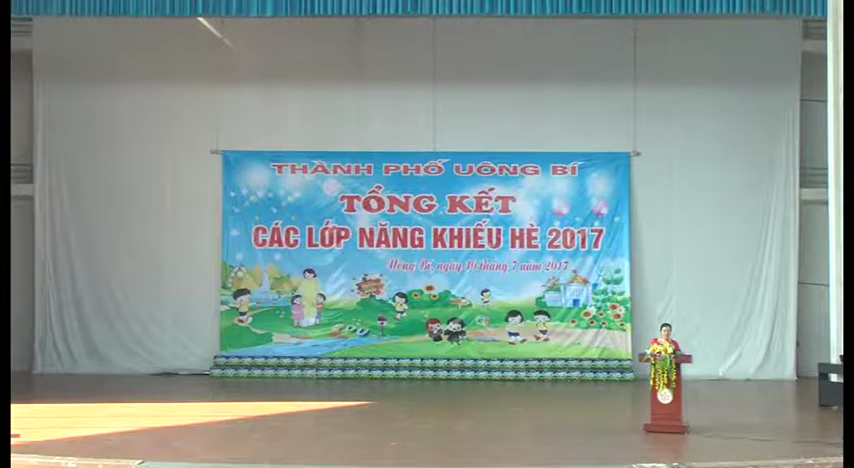 THÀNH PHỐ UÔNG BÍ
TỔNG KẾT
CÁC LỚP NĂNG KHIẾU HÈ 2017
Uông Bí, ngày 30 tháng 7 năm 2017